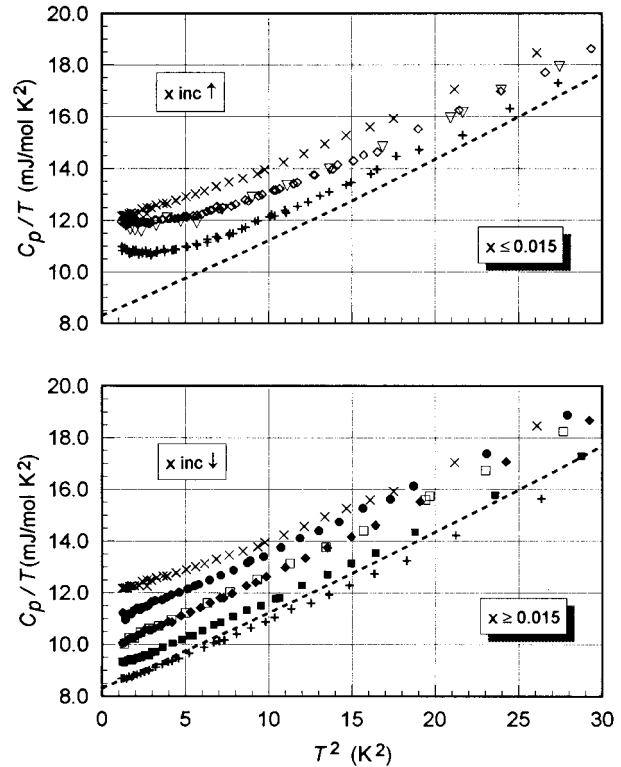 20.0
18.0
16.0
14.0
12.0
10.0
8.0
C_p/T (mJ/mol K²)
x inc ↑
x ≤ 0.015
20.0
18.0
16.0
14.0
12.0
10.0
8.0
C_p/T(mJ/mol K²)
x inc ↓
x ≥ 0.015
0 5 10 15 20 25 30
T² (K²)